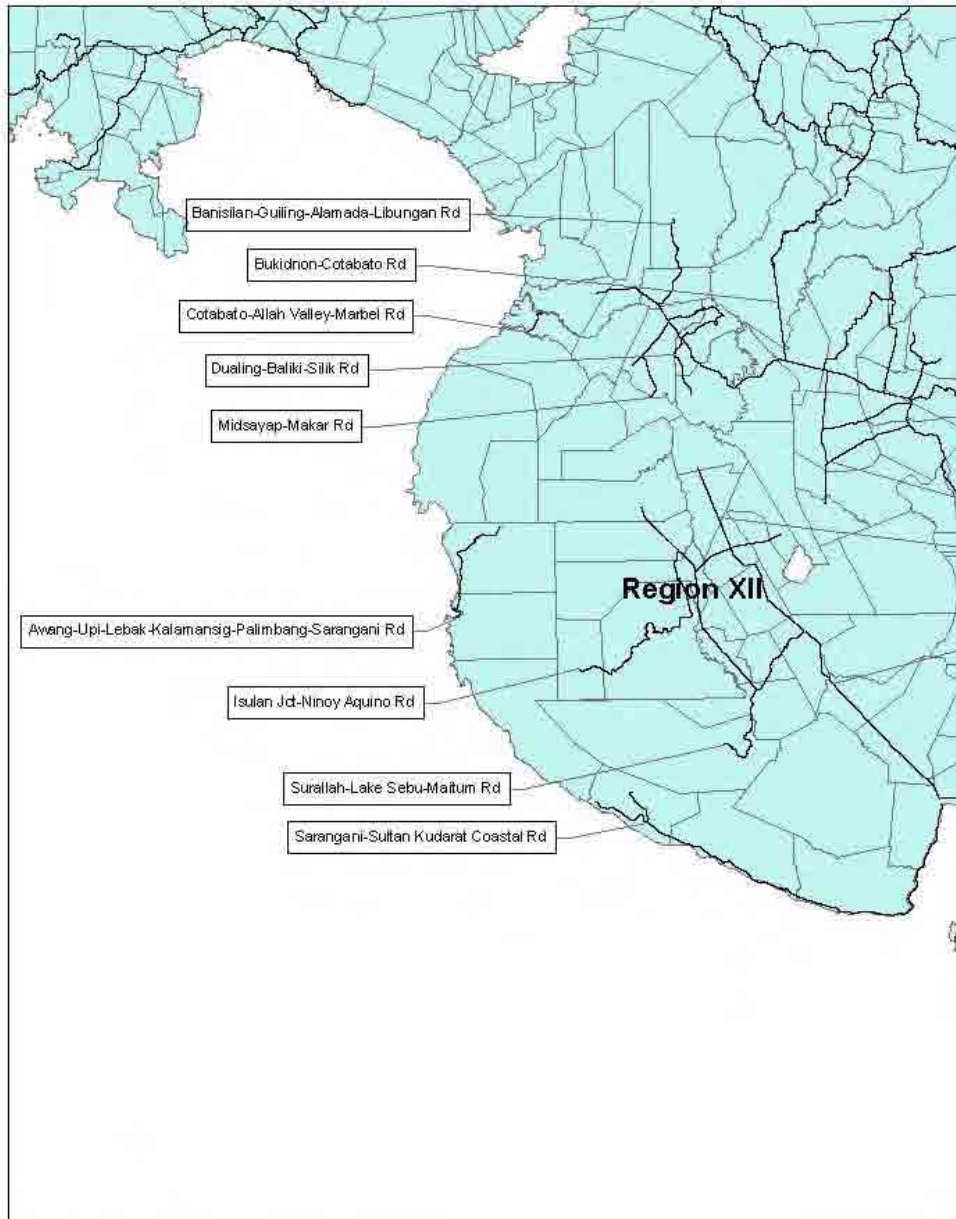 Banisilan-Guiling-Alamada-Libungan Rd
Bukidnon-Cotabato Rd
Cotabato-Allah Valley-Marbel Rd
Dualing-Baliki-Silik Rd
Midsayap-Makar Rd
Region XII
Awang-Upi-Lebak-Kalamansig-Palimbang-Sarangani Rd
Isulan Jct-Ninoy Aquino Rd
Surallah-Lake Sebu-Maitum Rd
Sarangani-Sultan Kudarat Coastal Rd